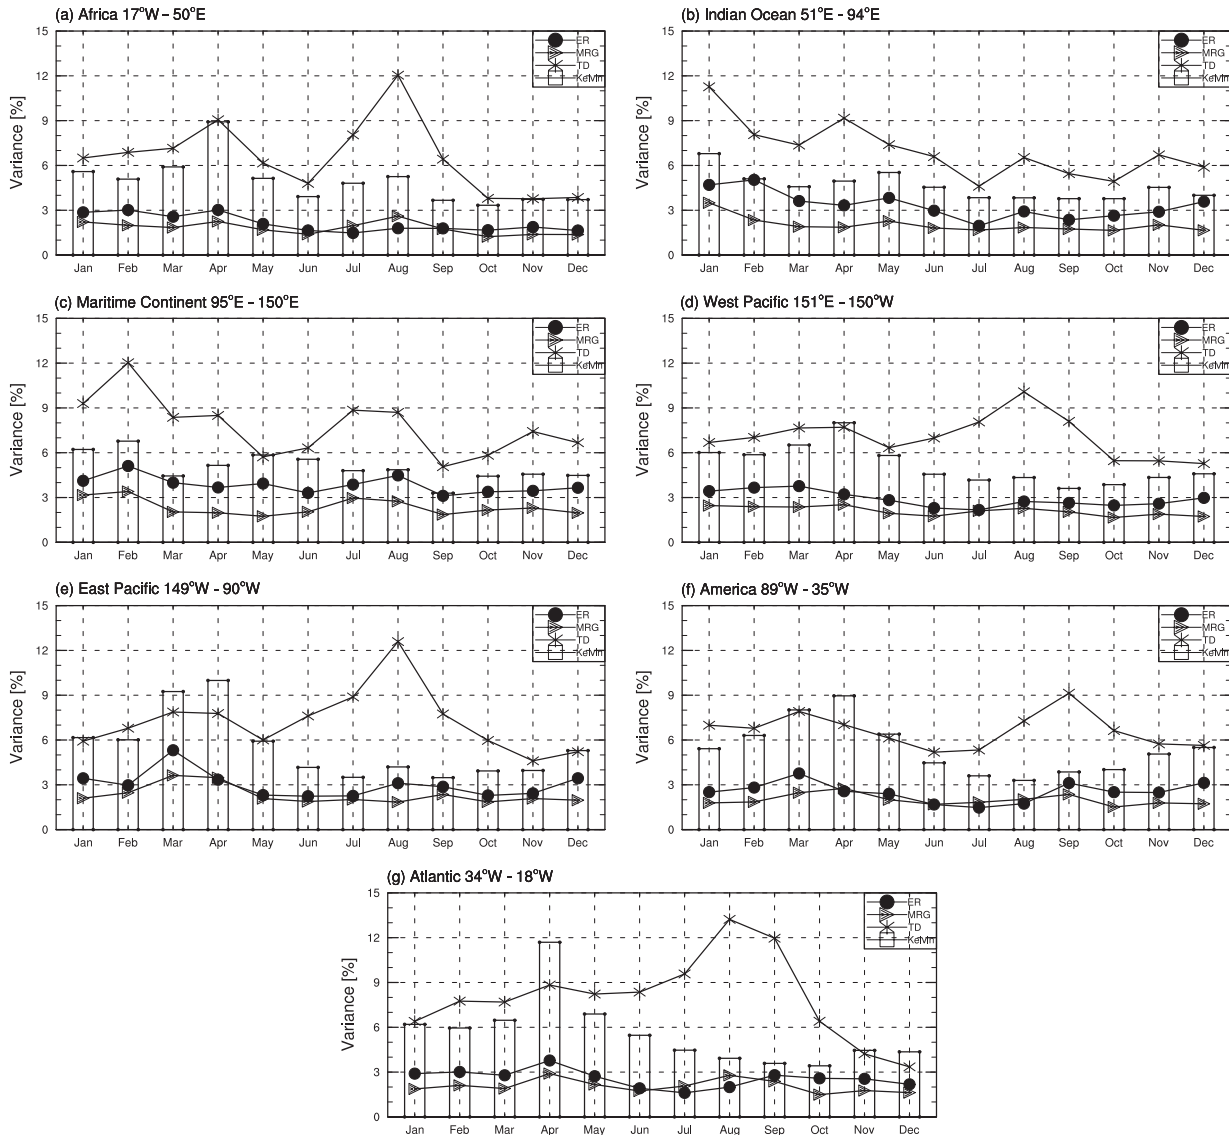 (a) Africa 17°W - 50°E
Variance [%]
15
12
9
6
3
0
Jan Feb Mar Apr May Jun Jul Aug Sep Oct Nov Dec
ER
MRG
TD
Kelvin
(b) Indian Ocean 51°E - 94°E
15
12
9
6
3
0
Jan Feb Mar Apr May Jun Jul Aug Sep Oct Nov Dec
ER
MRG
TD
Kelvin
(c) Maritime Continent 95°E - 150°E
Variance [%]
15
12
9
6
3
0
Jan Feb Mar Apr May Jun Jul Aug Sep Oct Nov Dec
ER
MRG
TD
Kelvin
(d) West Pacific 151°E - 150°W
15
12
9
6
3
0
Jan Feb Mar Apr May Jun Jul Aug Sep Oct Nov Dec
ER
MRG
TD
Kelvin
(e) East Pacific 149°W - 90°W
Variance [%]
15
12
9
6
3
0
Jan Feb Mar Apr May Jun Jul Aug Sep Oct Nov Dec
ER
MRG
TD
Kelvin
(f) America 89°W - 35°W
15
12
9
6
3
0
Jan Feb Mar Apr May Jun Jul Aug Sep Oct Nov Dec
ER
MRG
TD
Kelvin
(g) Atlantic 34°W - 18°W
Variance [%]
15
12
9
6
3
0
Jan Feb Mar Apr May Jun Jul Aug Sep Oct Nov Dec
ER
MRG
TD
Kelvin